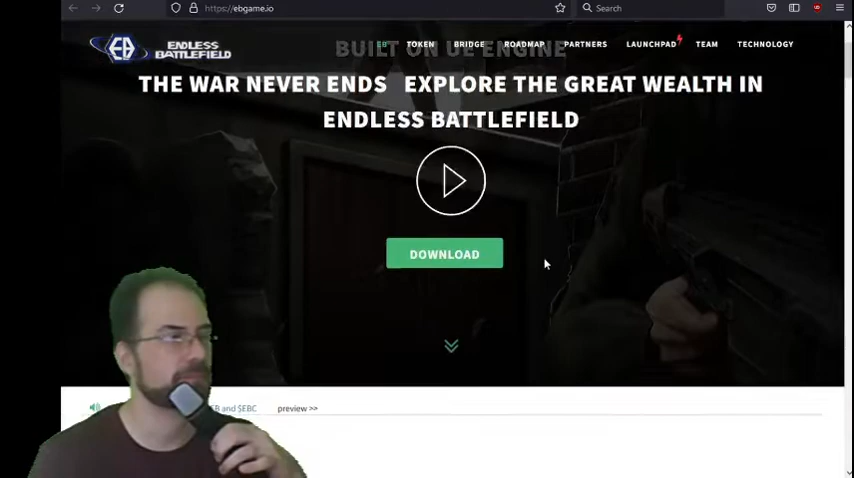 https://ebgame.io
Search
ENDLESS
BATTLEFIELD
EB TOKEN BRIDGE ROADMAP PARTNERS LAUNCHPAD TEAM TECHNOLOGY
BUILT ON UE ENGINE
THE WAR NEVER ENDS EXPLORE THE GREAT WEALTH IN
ENDLESS BATTLEFIELD
DOWNLOAD
and $EBC preview >>